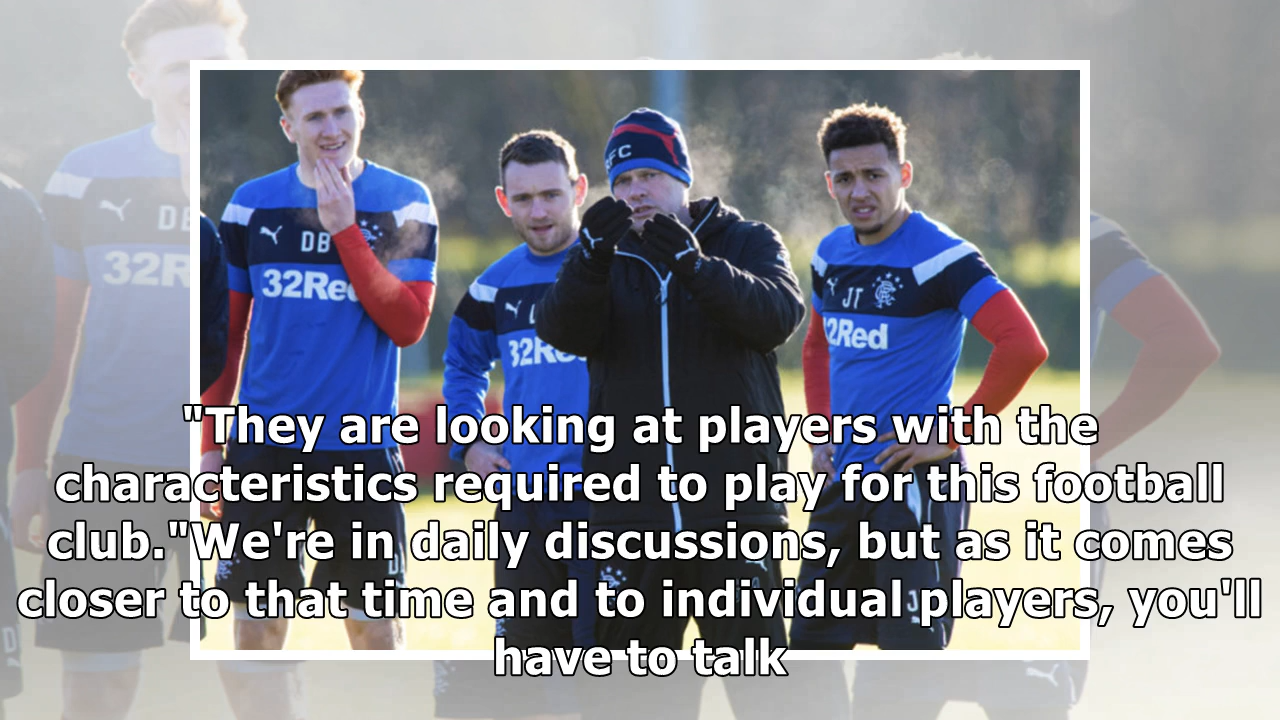 FC
DB
32Red
32Re
JT
32Red
"They are looking at players with the
characteristics required to play for this football
club."We're in daily discussions, but as it comes
closer to that time and to individual players, you'll
have to talk